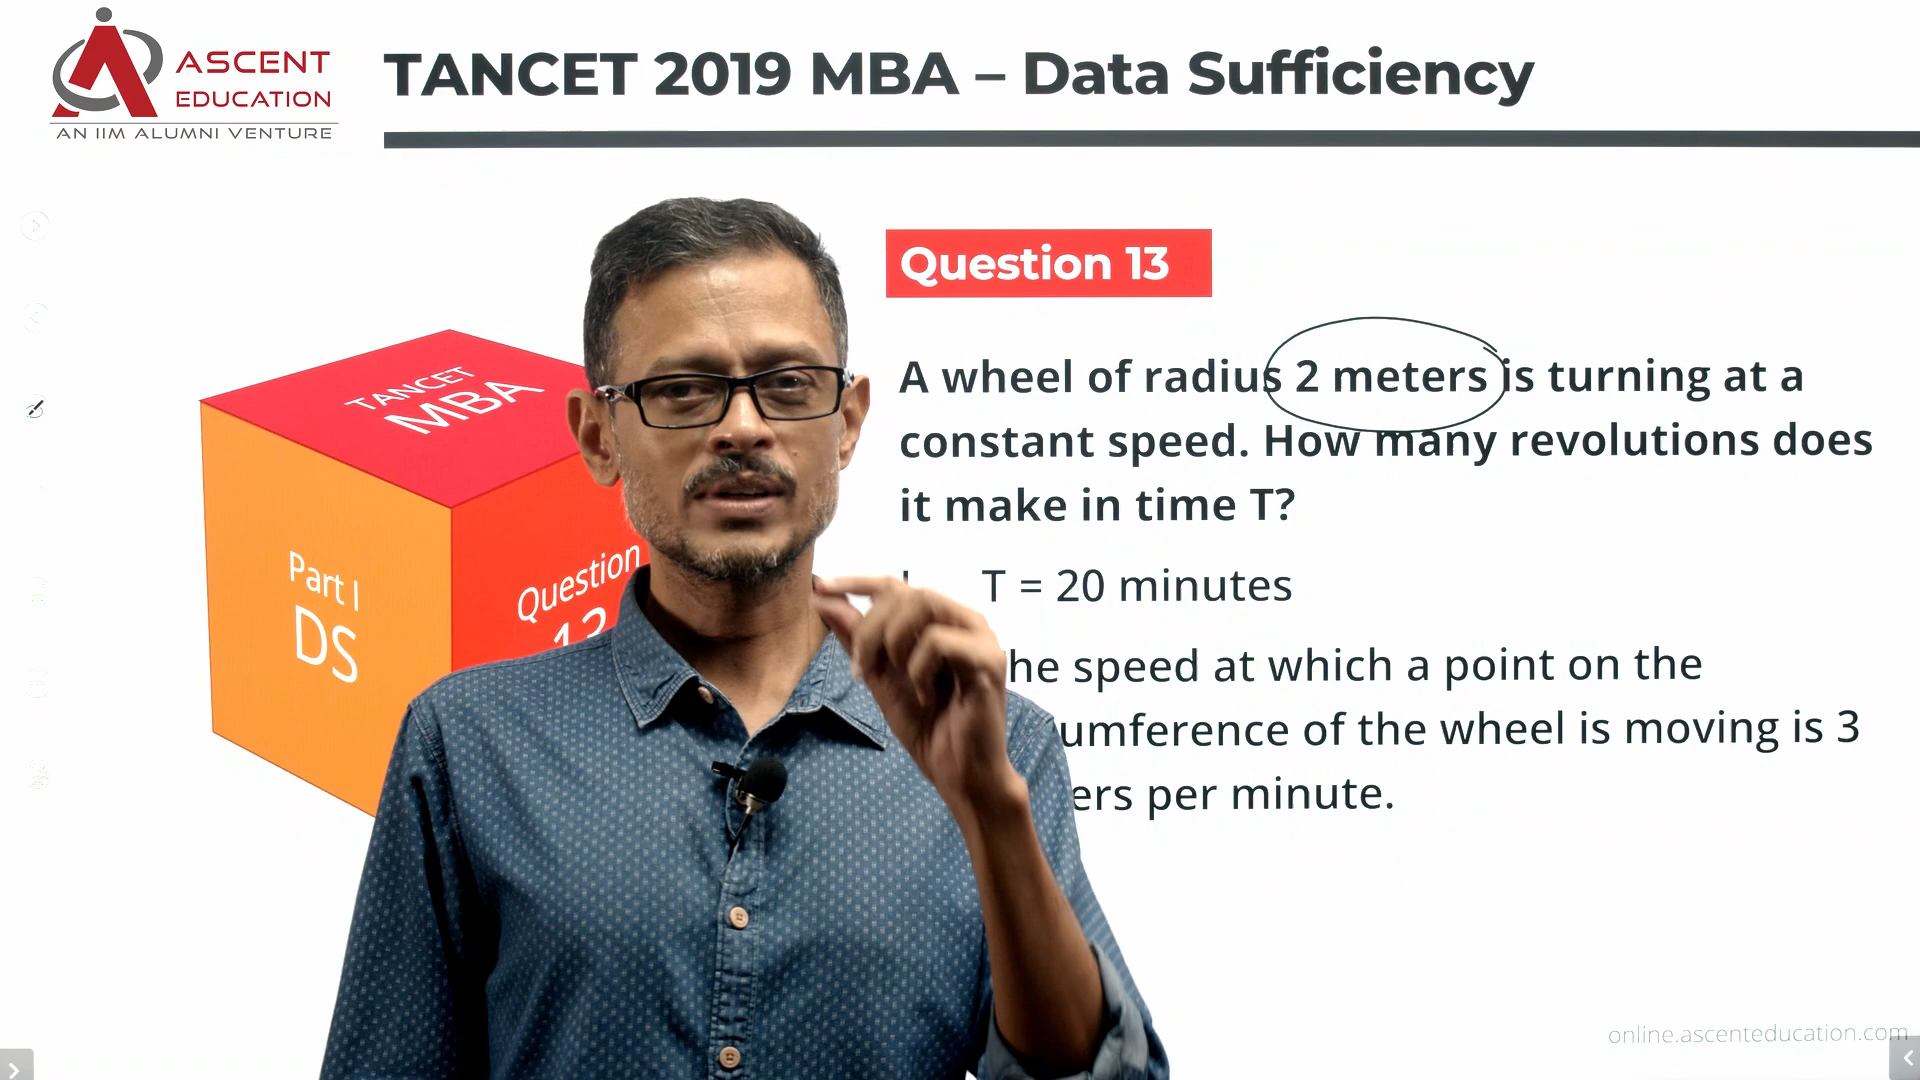 ASCENT
EDUCATION
AN IIM ALUMNI VENTURE
TANCET 2019 MBA – Data Sufficiency
Question 13
A wheel of radius 2 meters is turning at a
constant speed. How many revolutions does
it make in time T?
T = 20 minutes
he speed at which a point on the
umference of the wheel is moving is 3
ers per minute.
TANCET
MBA
Part I
DS
Question
13
online.ascenteducation.com